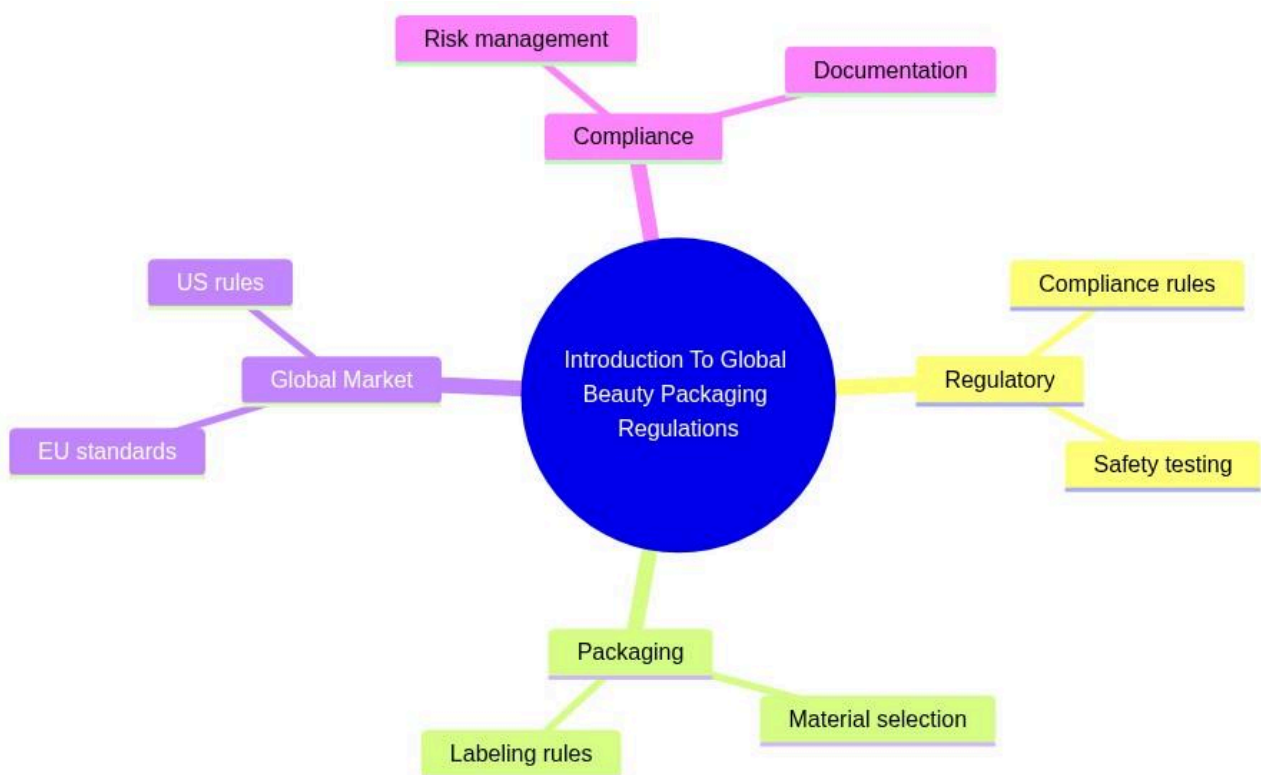 Risk management
Documentation
Compliance
US rules
Compliance rules
Global Market
Introduction To Global
Beauty Packaging
Regulations
Regulatory
EU standards
Safety testing
Packaging
Material selection
Labeling rules